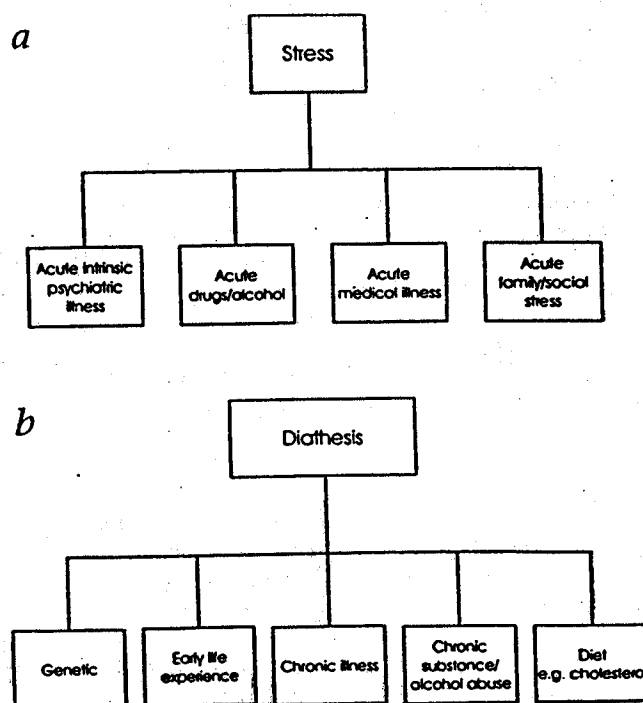 a
Stress
Acute intrinsic
psychiatric
illness
Acute
drugs/alcohol
Acute
medical illness
Acute
family/social
stress
b
Diathesis
Genetic
Early life
experience
Chronic illness
Chronic
substance/
alcohol abuse
Diet
e.g. cholesterol